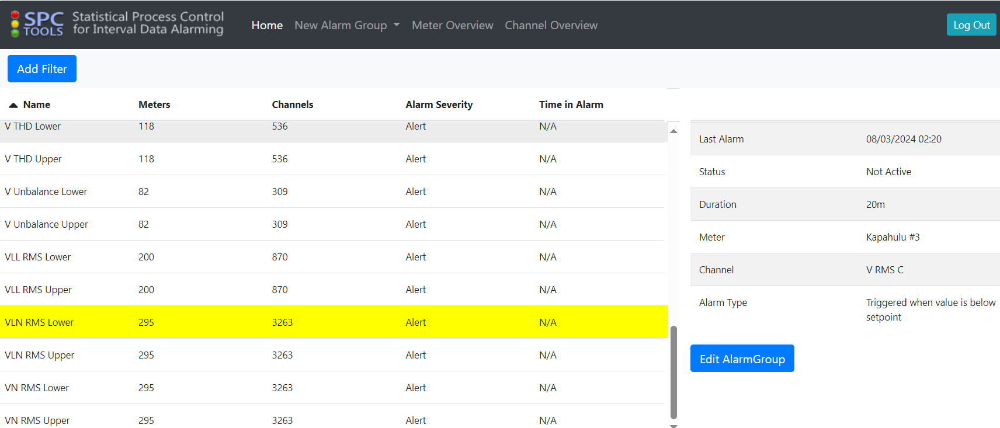 SPC TOOLS Statistical Process Control for Interval Data Alarming
Home New Alarm Group Meter Overview Channel Overview Log Out
Add Filter
Name Meters Channels Alarm Severity Time in Alarm
V THD Lower 118 536 Alert N/A
V THD Upper 118 536 Alert N/A
V Unbalance Lower 82 309 Alert N/A
V Unbalance Upper 82 309 Alert N/A
VLL RMS Lower 200 870 Alert N/A
VLL RMS Upper 200 870 Alert N/A
VLN RMS Lower 295 3263 Alert N/A
VLN RMS Upper 295 3263 Alert N/A
VN RMS Lower 295 3263 Alert N/A
VN RMS Upper 295 3263 Alert N/A
Last Alarm 08/03/2024 02:20
Status Not Active
Duration 20m
Meter Kapahulu #3
Channel V RMS C
Alarm Type Triggered when value is below
setpoint
Edit AlarmGroup